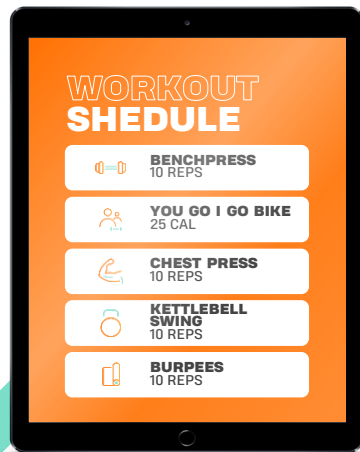 WORKOUT
SHEDULE
BENCHPRESS
10 REPS
YOU GO I GO BIKE
25 CAL
CHEST PRESS
10 REPS
KETTLEBELL
SWING
10 REPS
BURPEES
10 REPS